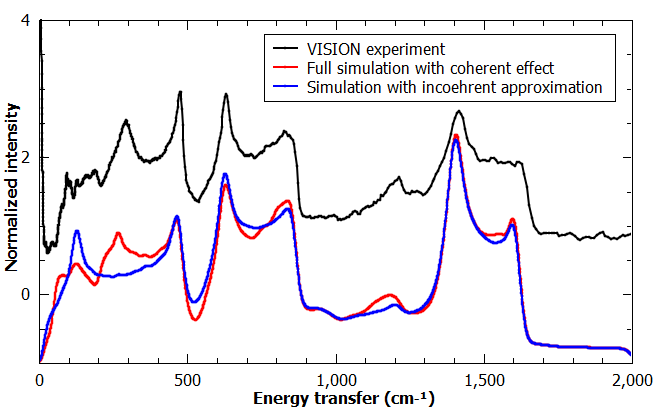 4
VISION experiment
Full simulation with coherent effect
Simulation with incoehrent approximation
Normalized intensity
2
0
0 500 1,000 1,500 2,000
Energy transfer (cm-¹)